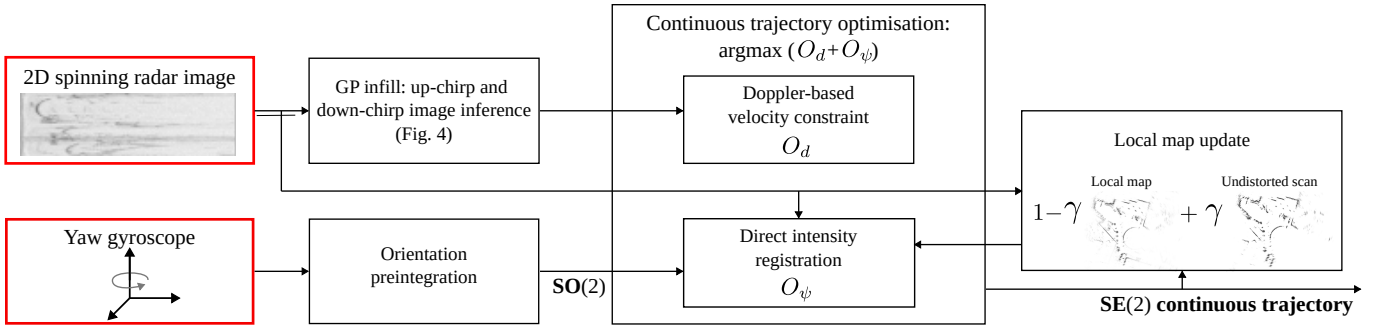 2D spinning radar image
GP infill: up-chirp and
down-chirp image inference
(Fig. 4)
Continuous trajectory optimisation:
argmax (O_d+O_ψ)
Doppler-based
velocity constraint
O_d
Yaw gyroscope
Orientation
preintegration
SO(2)
Direct intensity
registration
O_ψ
Local map update
Local map
Undistorted scan
1−γ + γ
SE(2) continuous trajectory